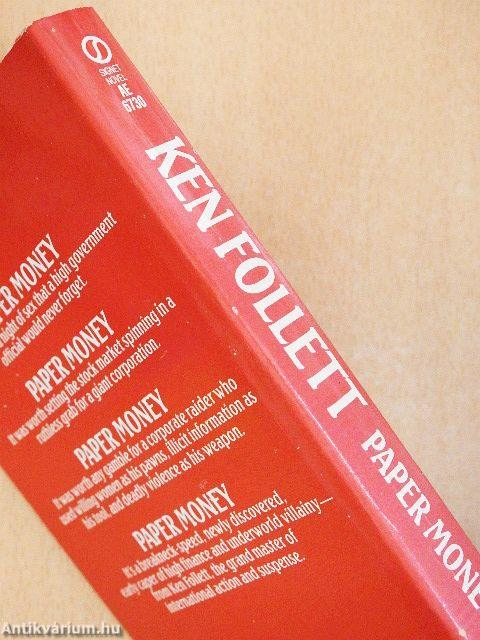 SIGNET
NOVEL
AE
6730
KEN FOLLETT
PAPER MONE
PER MONEY
night of sex that a high government
official would never forget.
PAPER MONEY
It was worth setting the stock market spinning in a
ruthless grab for a giant corporation.
PAPER MONEY
It was worth any gamble for a corporate raider who
used willing women as his pawns, illicit information as
his tool, and deadly violence as his weapon.
PAPER MONEY
It's a breakneck-speed, newly discovered,
early caper of high finance and underworld villainy—
from Ken Follett, the grand master of
international action and suspense.
Antikvárium.hu